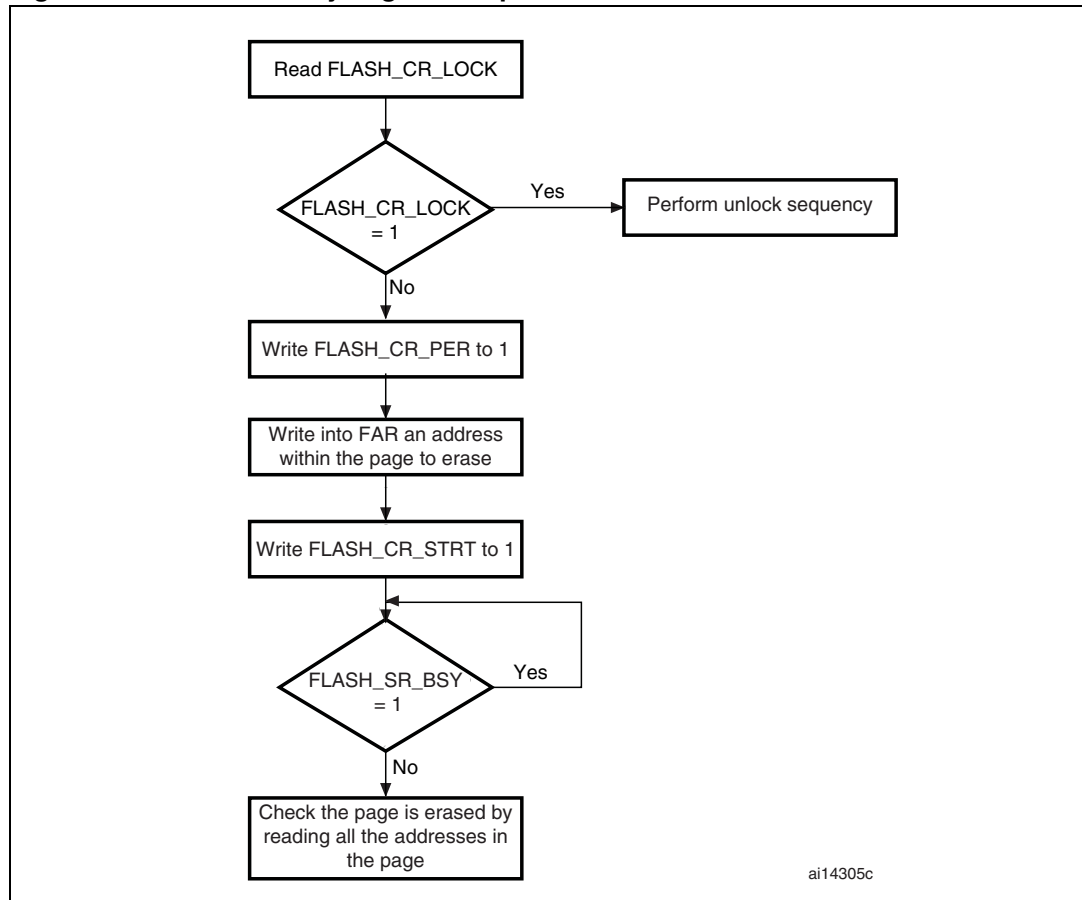 Read FLASH_CR_LOCK
FLASH_CR_LOCK
= 1
Yes
Perform unlock sequency
No
Write FLASH_CR_PER to 1
Write into FAR an address
within the page to erase
Write FLASH_CR_STRT to 1
FLASH_SR_BSY
= 1
Yes
No
Check the page is erased by
reading all the addresses in
the page
ai14305c